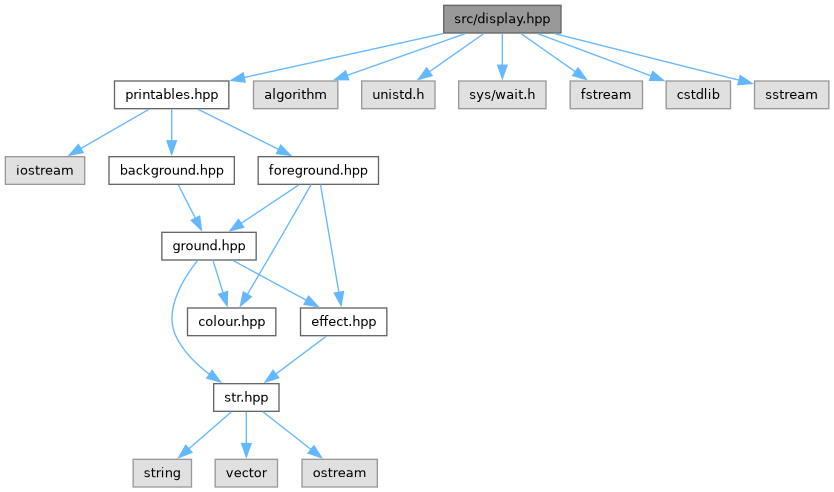 src/display.hpp
printables.hpp
algorithm
unistd.h
sys/wait.h
fstream
cstdlib
sstream
iostream
background.hpp
foreground.hpp
ground.hpp
colour.hpp
effect.hpp
str.hpp
string
vector
ostream